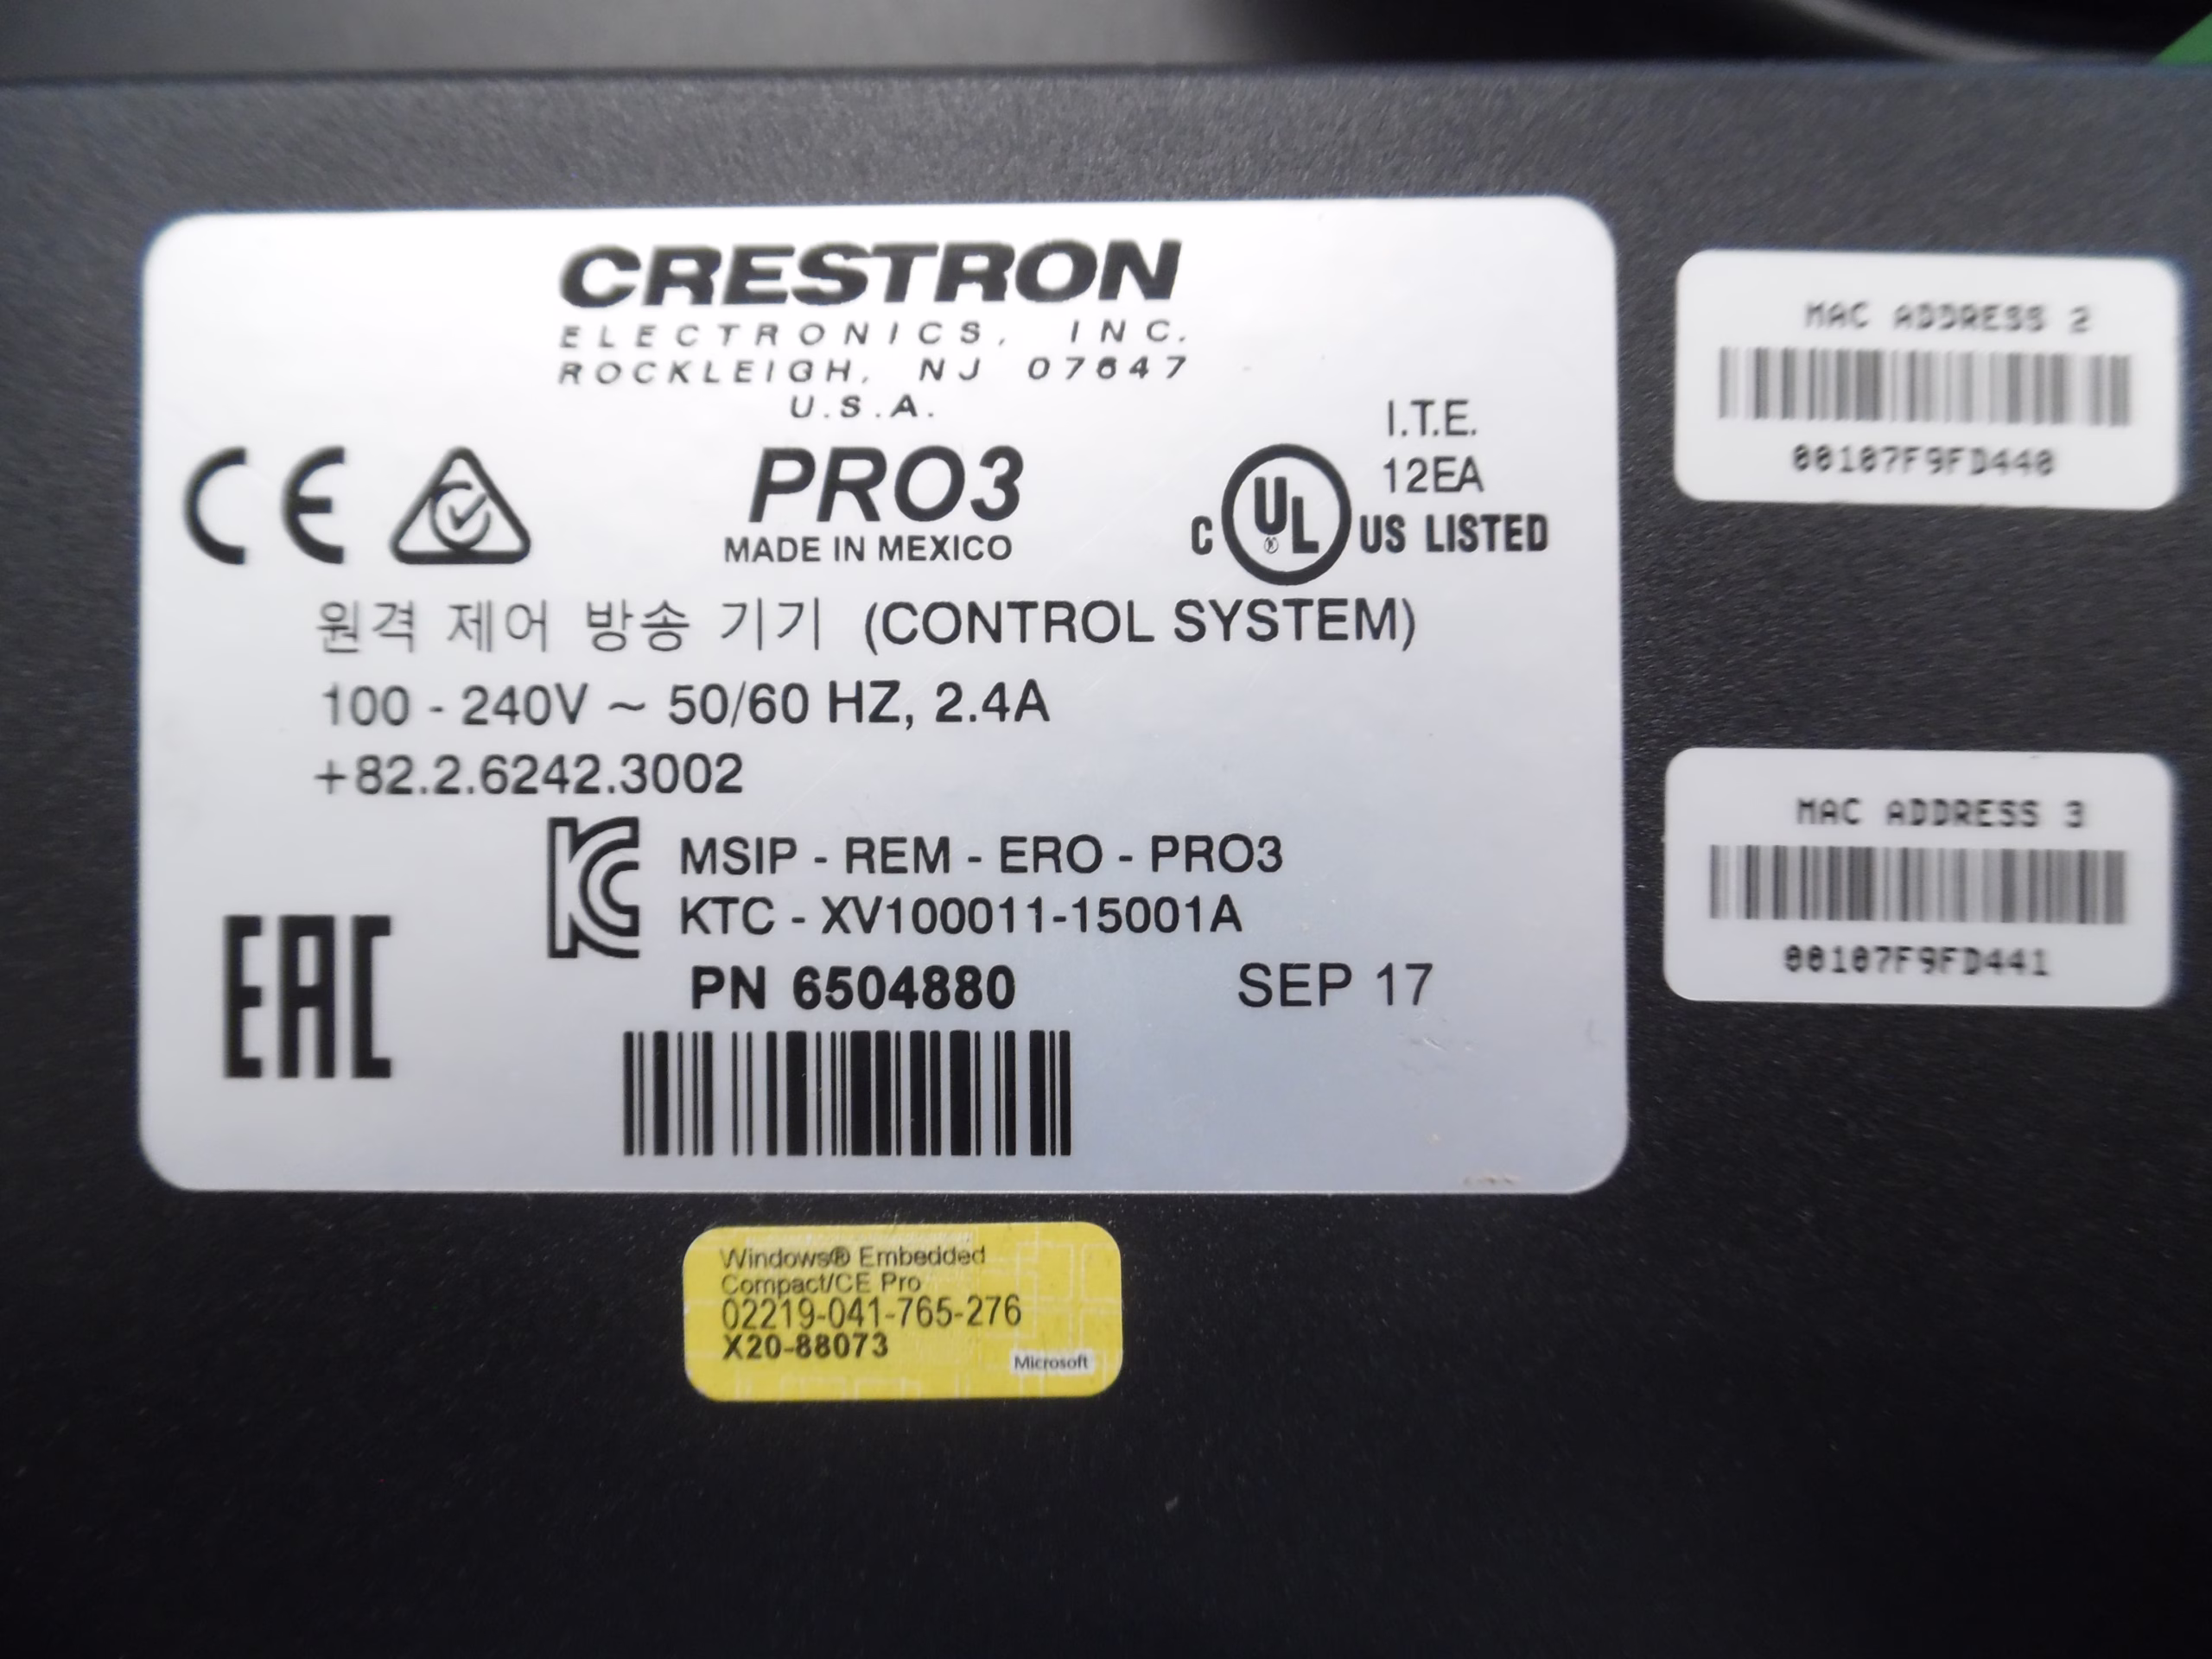 CRESTRON
ELECTRONICS, INC.
ROCKLEIGH, NJ 07647
U.S.A.
CE
PRO3
MADE IN MEXICO
I.T.E.
12EA
C UL ® US LISTED
원격 제어 방송 기기 (CONTROL SYSTEM)
100 - 240V ~ 50/60 HZ, 2.4A
+82.2.6242.3002
KC
MSIP - REM - ERO - PRO3
KTC - XV100011-15001A
EAC
PN 6504880
SEP 17
MAC ADDRESS 2
00107F9FD440
MAC ADDRESS 3
00107F9FD441
Windows® Embedded
Compact/CE Pro
02219-041-765-276
X20-88073
Microsoft